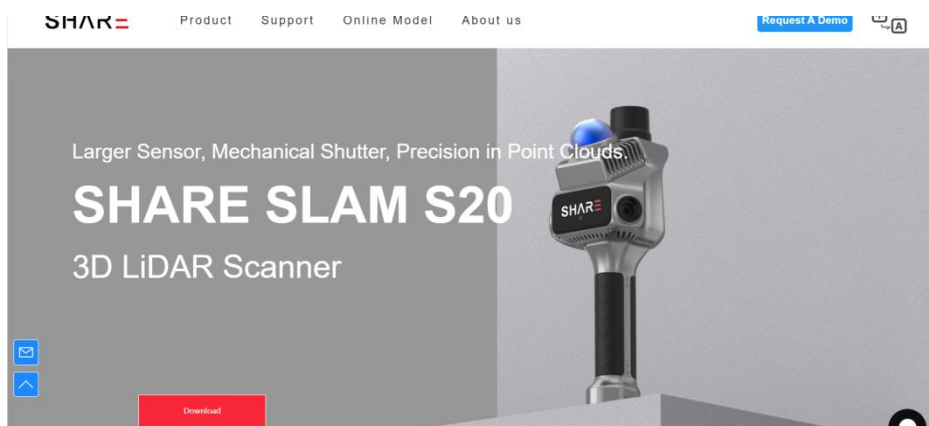 SHARE
Product Support Online Model About us
Request A Demo
A
Larger Sensor, Mechanical Shutter, Precision in Point Clouds.
SHARE SLAM S20
SHARE
3D LiDAR Scanner
Download